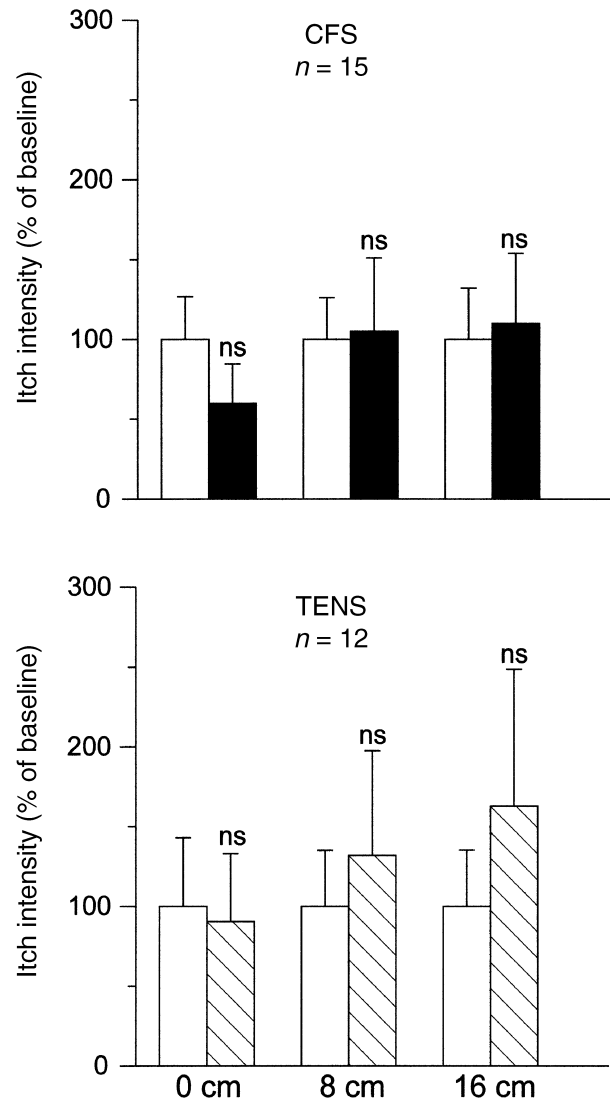 300
CFS
n = 15
Itch intensity (% of baseline)
200
ns
ns
ns
100
0
300
TENS
n = 12
Itch intensity (% of baseline)
ns
200
ns
ns
100
0
0 cm 8 cm 16 cm